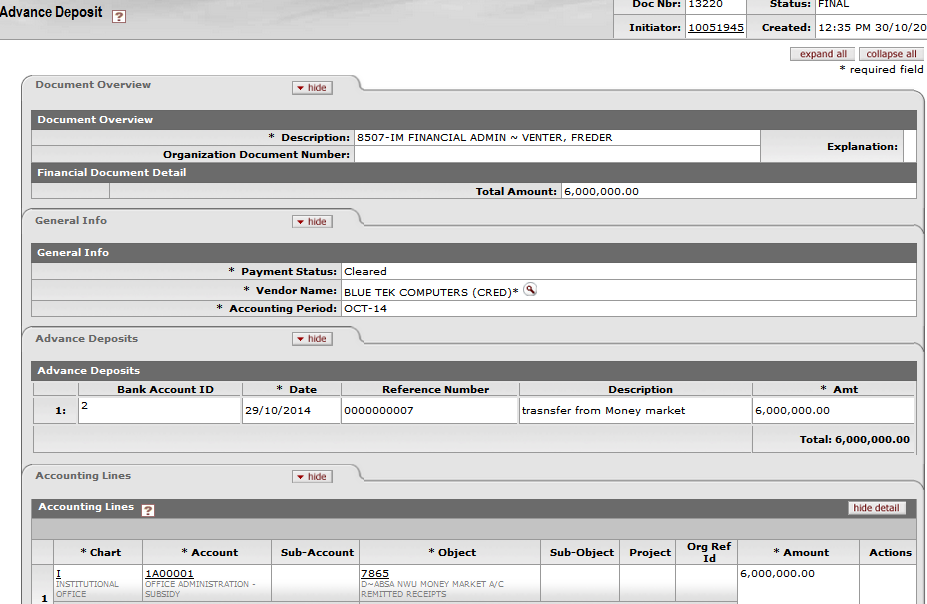 Advance Deposit ?
Doc Nbr: 13220 Status: FINAL
Initiator: 10051945 Created: 12:35 PM 30/10/20
expand all collapse all
* required field
Document Overview hide
Document Overview
* Description: 8507-IM FINANCIAL ADMIN ~ VENTER, FREDER
Explanation:
Organization Document Number:
Financial Document Detail
Total Amount: 6,000,000.00
General Info hide
General Info
* Payment Status: Cleared
* Vendor Name: BLUE TEK COMPUTERS (CRED)*
* Accounting Period: OCT-14
Advance Deposits hide
Advance Deposits
Bank Account ID * Date Reference Number Description * Amt
1: 2 29/10/2014 0000000007 trasnsfer from Money market 6,000,000.00
Total: 6,000,000.00
Accounting Lines hide
Accounting Lines ? hide detail
* Chart * Account Sub-Account * Object Sub-Object Project Org Ref Id * Amount Actions
1 I 1A00001 7865 6,000,000.00
INSTITUTIONAL OFFICE ADMINISTRATION - D~ABSA NWU MONEY MARKET A/C
OFFICE SUBSIDY REMITTED RECEIPTS